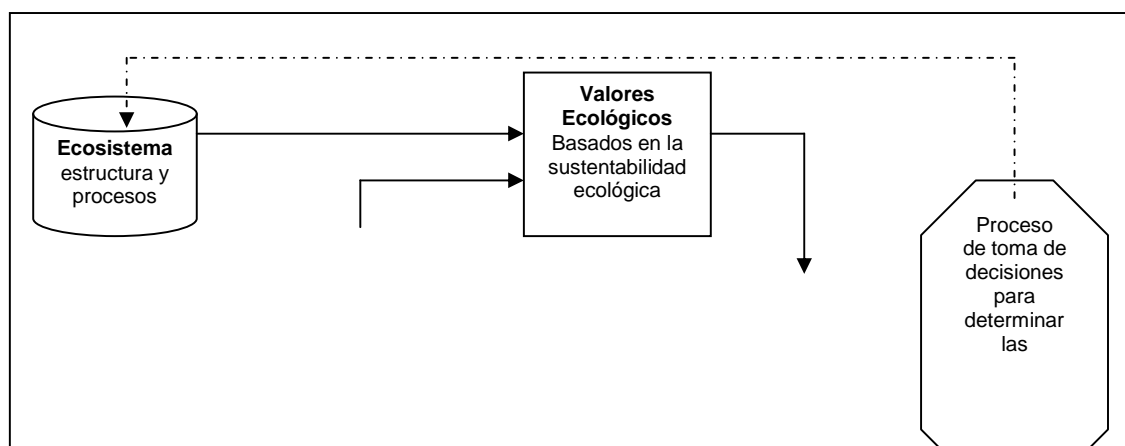 Ecosistema
estructura y
procesos
Valores
Ecológicos
Basados en la
sustentabilidad
ecológica
Proceso
de toma de
decisiones
para
determinar
las